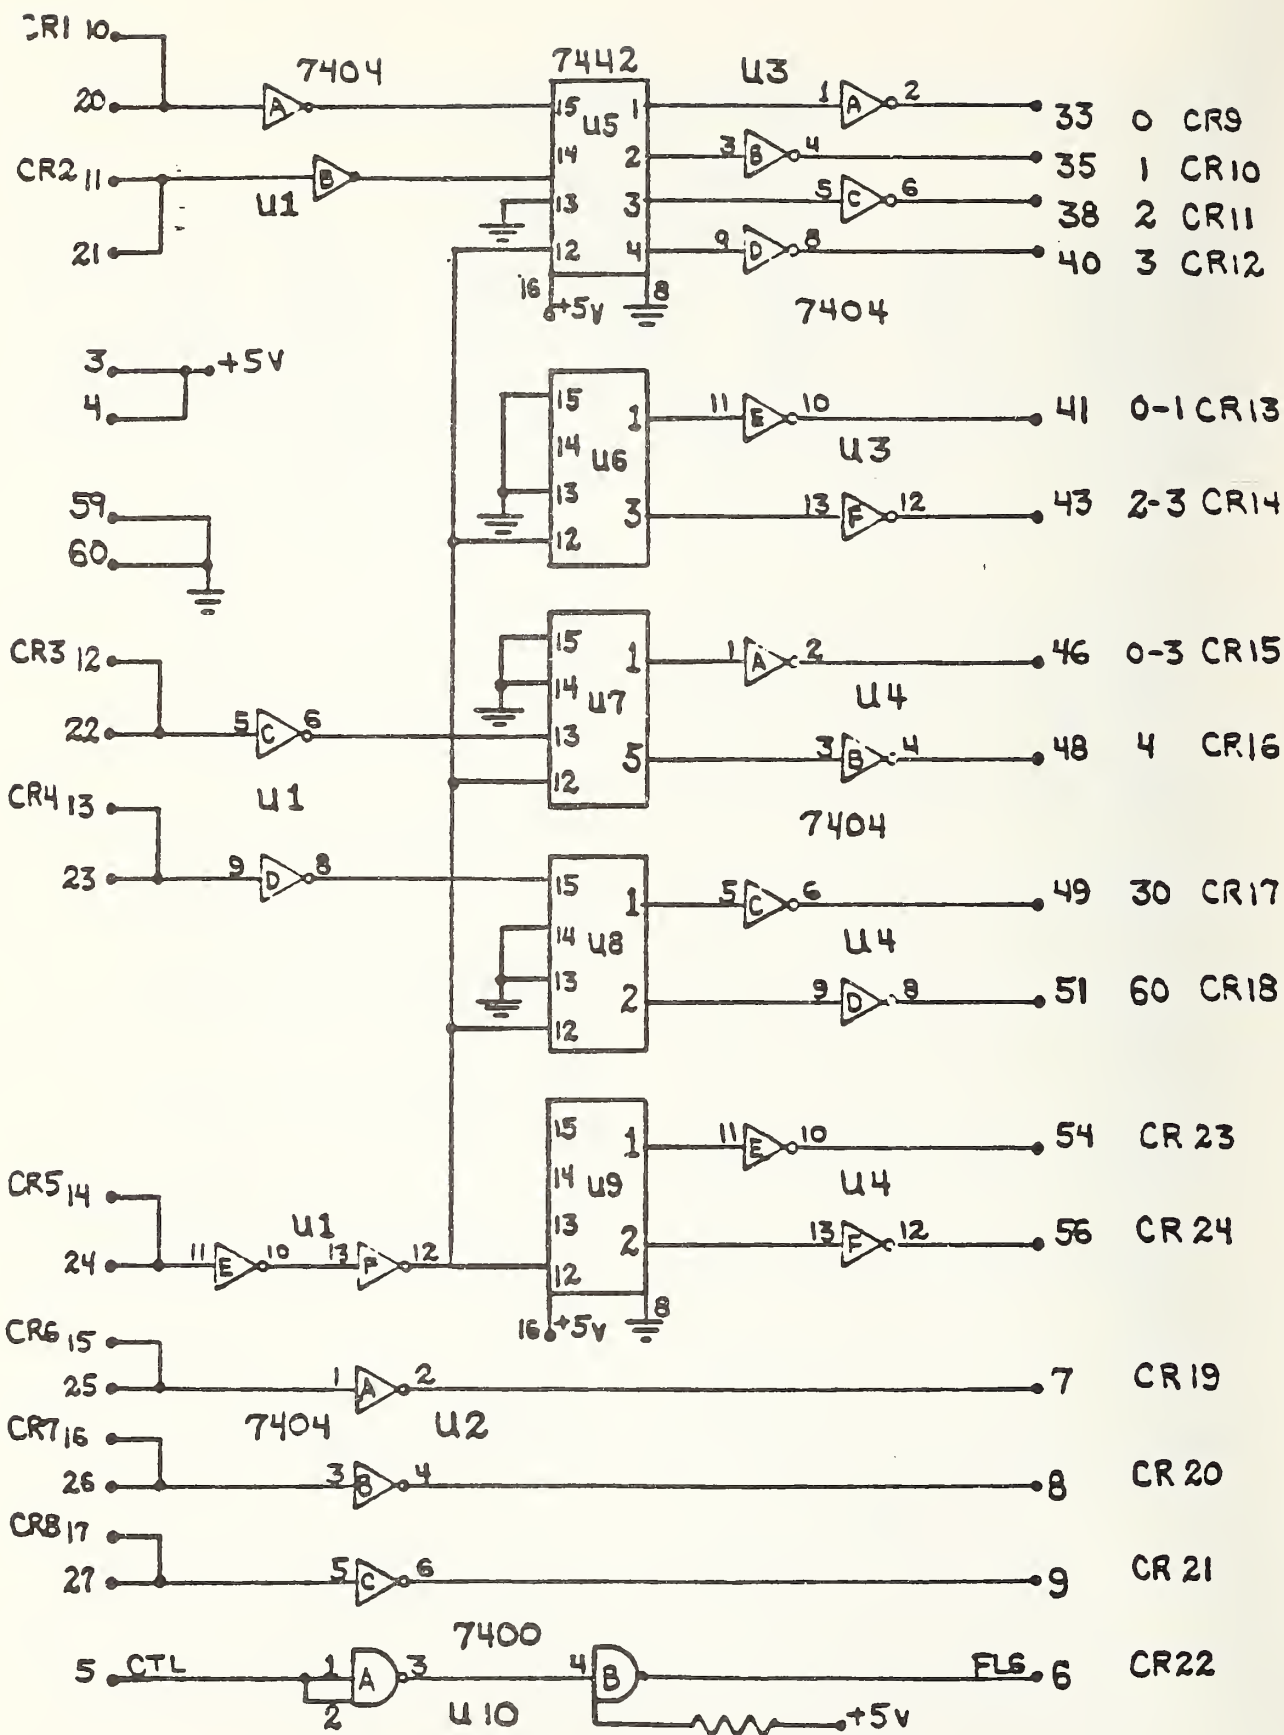 CR1 10
7404
7442
U3
20
A
15
U5
1
1
A
2
33 0 CR9
14
2
3
B
4
35 1 CR10
CR2 11
B
U1
13
3
5
C
6
38 2 CR11
21
12
4
9
D
8
40 3 CR12
16
+5V
8
7404
3
+5V
4
15
1
11
E
10
41 0-1 CR13
14
U6
U3
59
13
3
13
F
12
43 2-3 CR14
60
12
CR3 12
15
1
1
A
2
46 0-3 CR15
14
U7
U4
22
5
C
6
13
5
3
B
4
48 4 CR16
CR4 13
U1
12
7404
23
9
D
8
15
1
5
C
6
49 30 CR17
14
U8
U4
13
2
9
D
8
51 60 CR18
12
15
1
11
E
10
54 CR 23
CR5 14
14
U9
U4
U1
13
2
13
F
12
56 CR 24
24
11
E
10
13
F
12
12
16
+5V
8
CR6 15
25
1
A
2
7 CR19
7404
U2
CR7 16
26
3
B
4
8 CR 20
CR8 17
27
5
C
6
9 CR 21
7400
5
CTL
1
A
3
4
B
FLG
6 CR22
2
U10
+5V